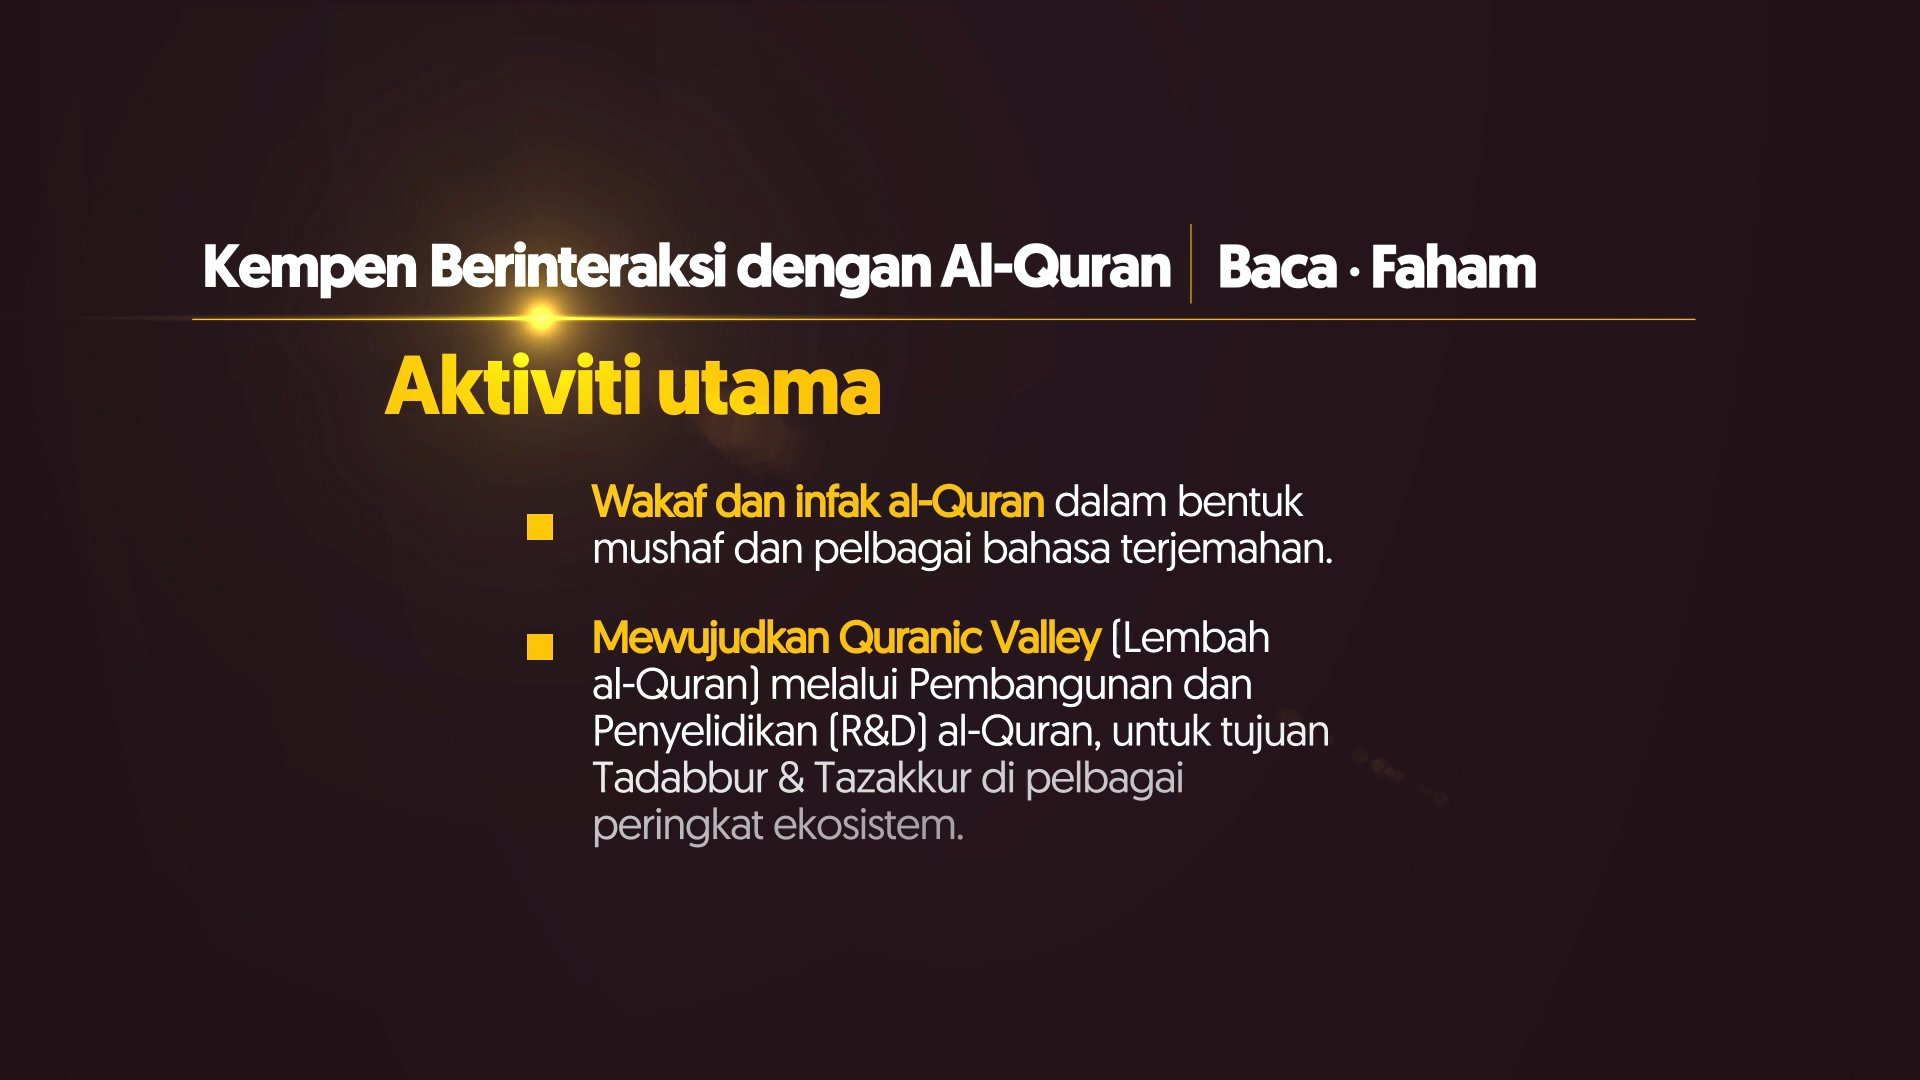 Kempen Berinteraksi dengan Al-Quran Baca · Faham
Aktiviti utama
Wakaf dan infak al-Quran dalam bentuk
mushaf dan pelbagai bahasa terjemahan.
Mewujudkan Quranic Valley (Lembah
al-Quran) melalui Pembangunan dan
Penyelidikan (R&D) al-Quran, untuk tujuan
Tadabbur & Tazakkur di pelbagai
peringkat ekosistem.